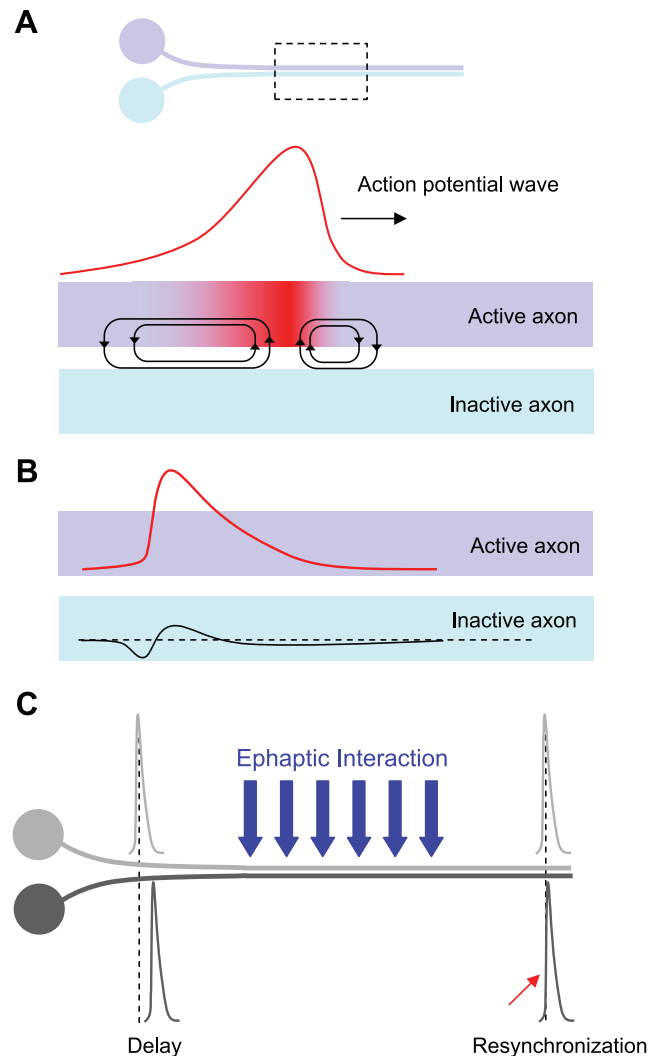 A
Action potential wave
Active axon
Inactive axon
B
Active axon
Inactive axon
C
Ephaptic Interaction
Delay
Resynchronization